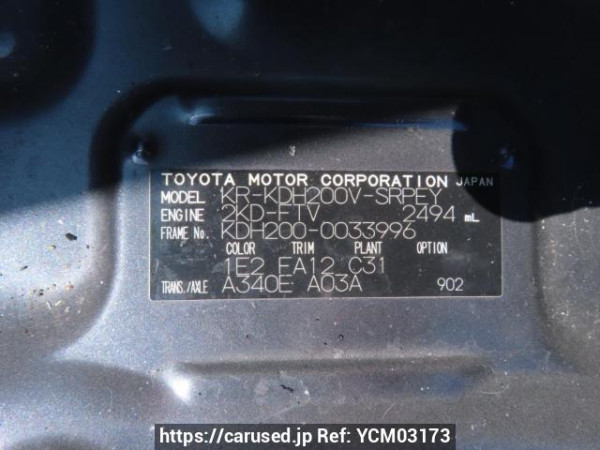 TOYOTA MOTOR CORPORATION JAPAN
MODEL KR-KDH200V-SRPEY
ENGINE 2KD-FTV 2494 mL
FRAME No. KDH200-0033996
COLOR TRIM PLANT OPTION
1E2 FA12 C31
TRANS./AXLE A340E A03A 902
https://carused.jp Ref: YCM03173